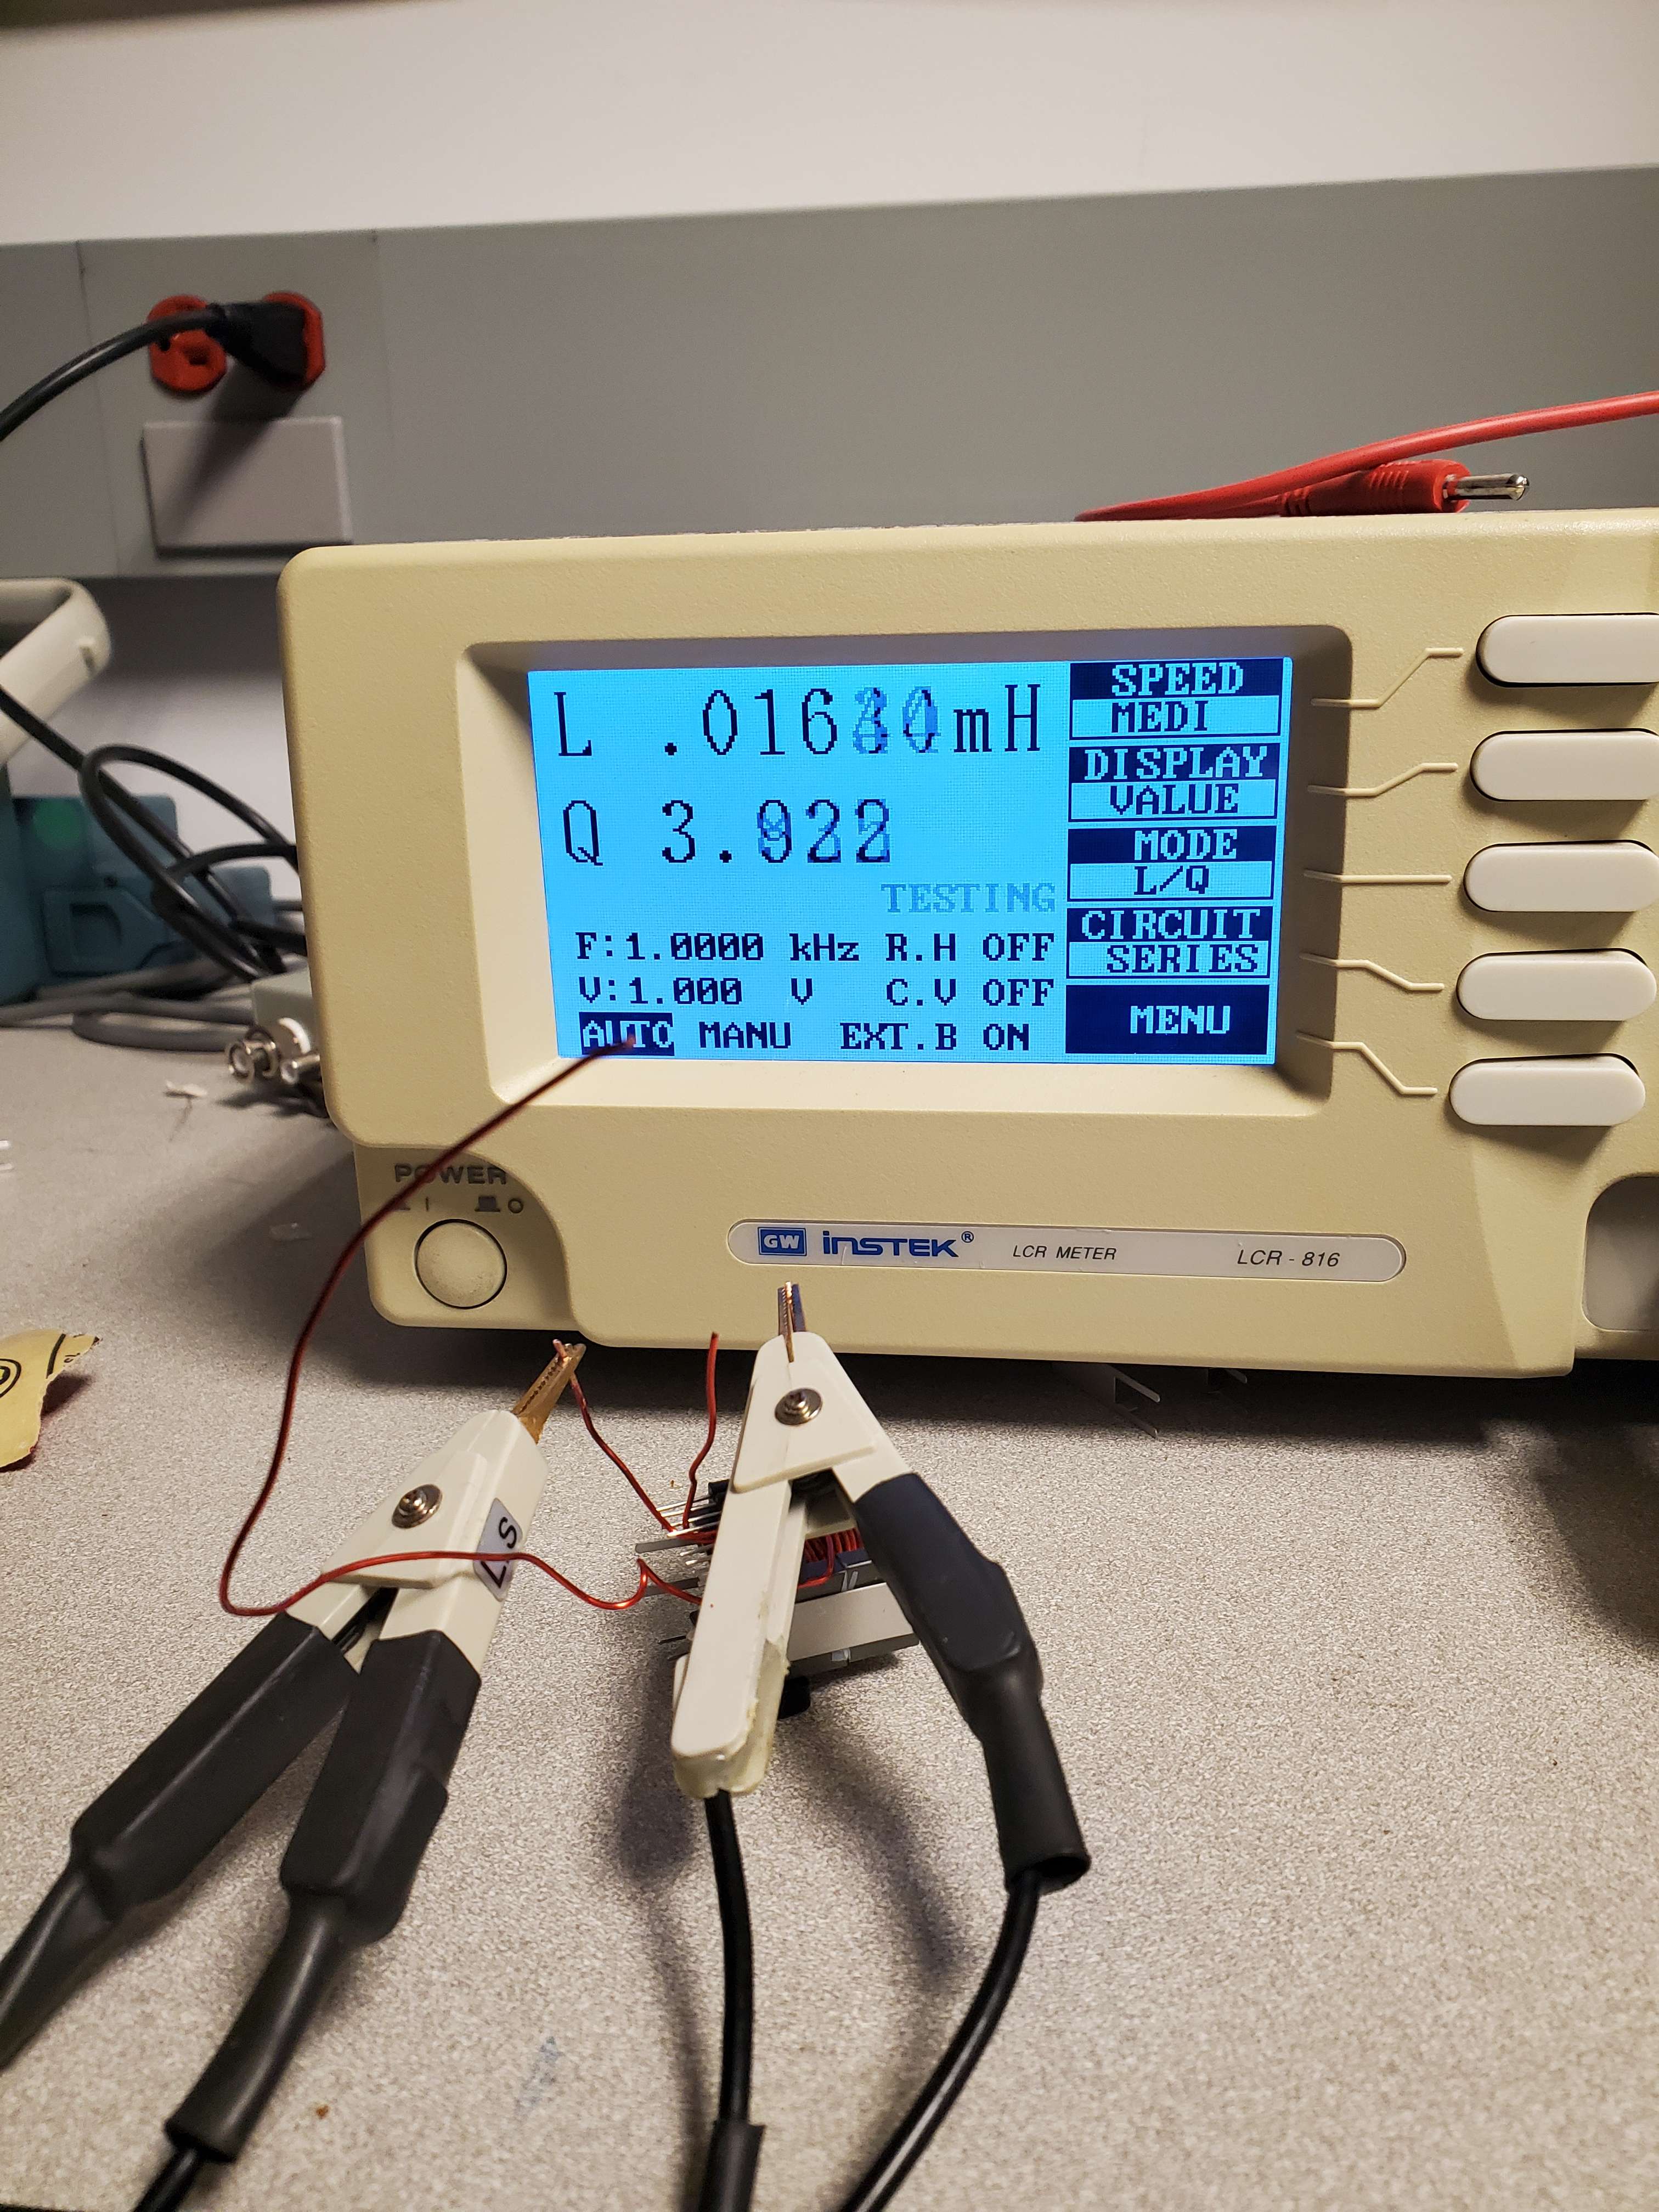 L .016 mH
Q 3. 22
TESTING
F:1.0000 kHz R.H OFF
V:1.000 V C.V OFF
AUTO MANU EXT.B ON
SPEED
MEDI
DISPLAY
VALUE
MODE
L/Q
CIRCUIT
SERIES
MENU
POWER
GW INSTEK® LCR METER LCR - 816
L S